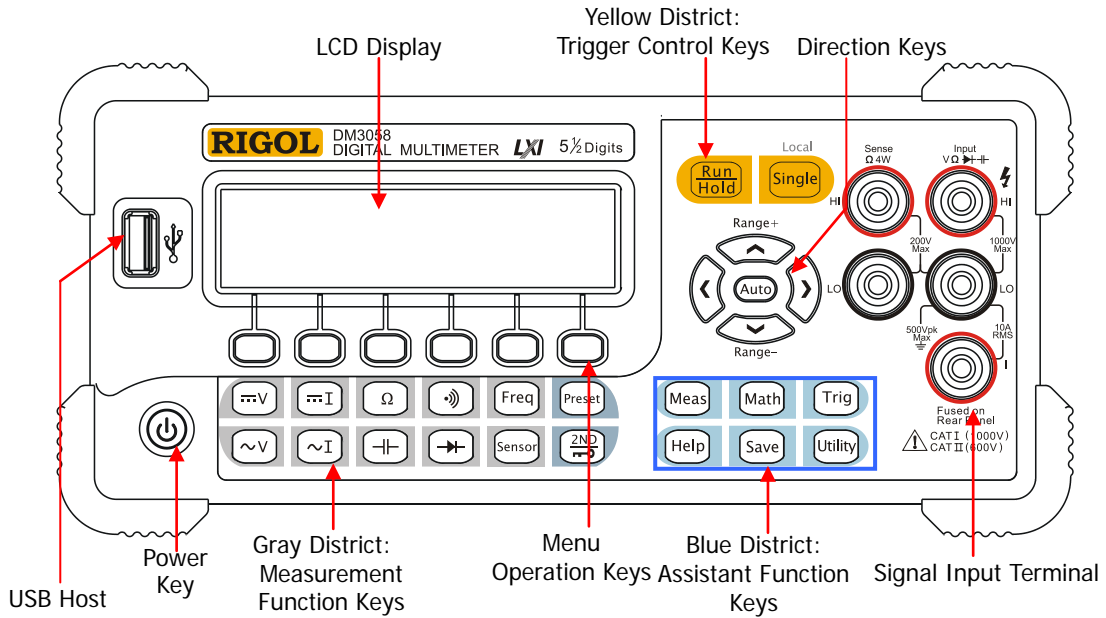 Yellow District:
Trigger Control Keys
LCD Display
Direction Keys
RIGOL
DM3058
DIGITAL MULTIMETER
LXI
5½ Digits
Local
Run
Hold
Single
Sense
Ω 4W
Input
V Ω
HI
HI
Range+
200V
Max
1000V
Max
Auto
LO
LO
Range-
500Vpk
Max
10A
RMS
I
V
I
Ω
Freq
Preset
Meas
Math
Trig
Fused on
Rear Panel
CAT I (1000V)
CAT II (600V)
~V
~I
Sensor
2ND
Help
Save
Utility
Power
Key
USB Host
Gray District:
Measurement
Function Keys
Menu
Operation Keys
Blue District:
Assistant Function
Keys
Signal Input Terminal